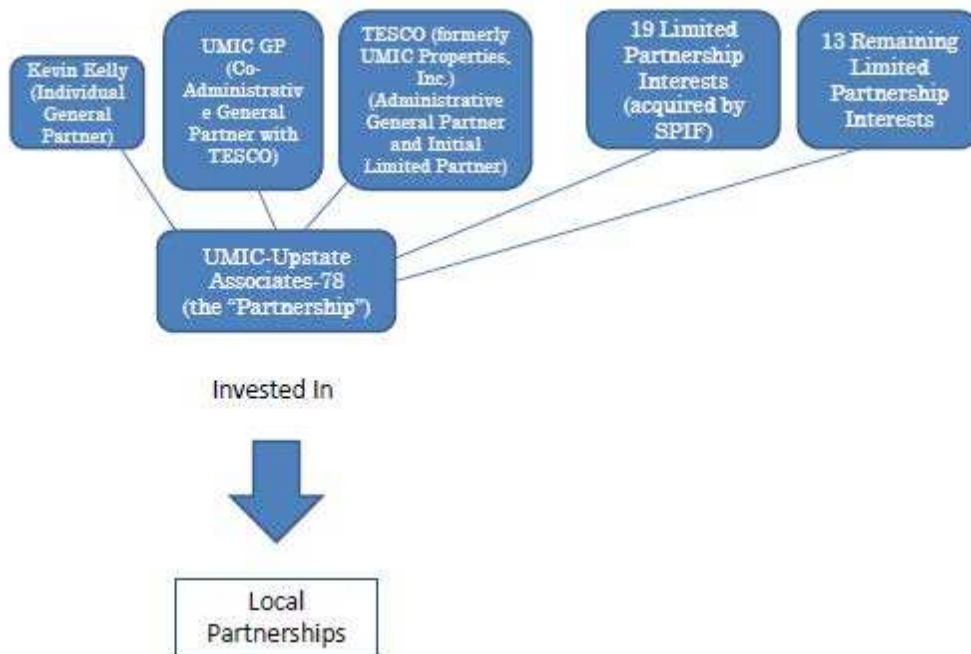 Kevin Kelly
(Individual
General
Partner)
UMIC GP
(Co-
Administrativ
e General
Partner with
TESCO)
TESCO (formerly
UMIC Properties,
Inc.)
(Administrative
General Partner
and Initial
Limited Partner)
19 Limited
Partnership
Interests
(acquired by
SPIF)
13 Remaining
Limited
Partnership
Interests
UMIC-Upstate
Associates-78
(the “Partnership”)
Invested In
Local
Partnerships